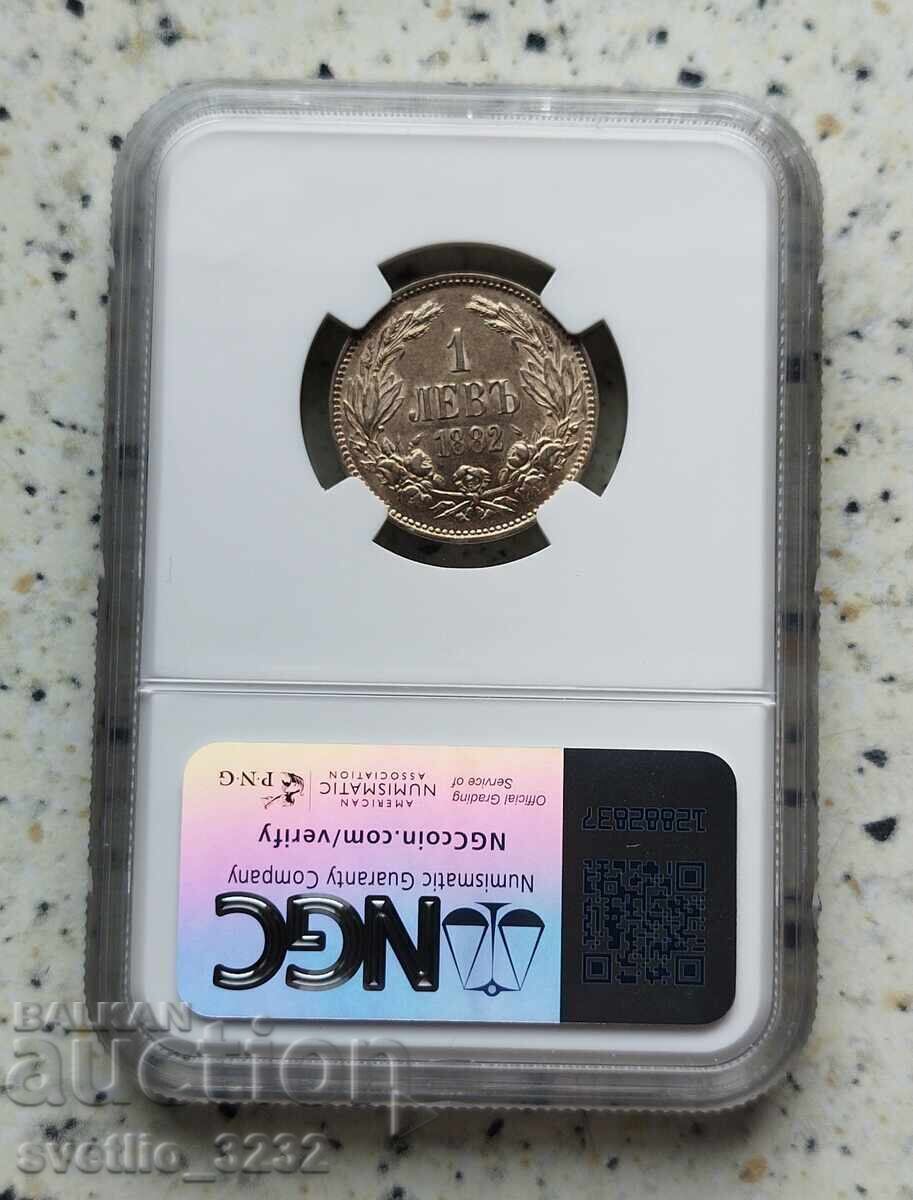 1
ЛЕВЪ
1882
NGC
Numismatic Guaranty Company
NGCcoin.com/verify
Official Grading
Service of
AMERICAN
NUMISMATIC
ASSOCIATION
P·N·G
12882837
BALKAN
auction
svetlio_3232